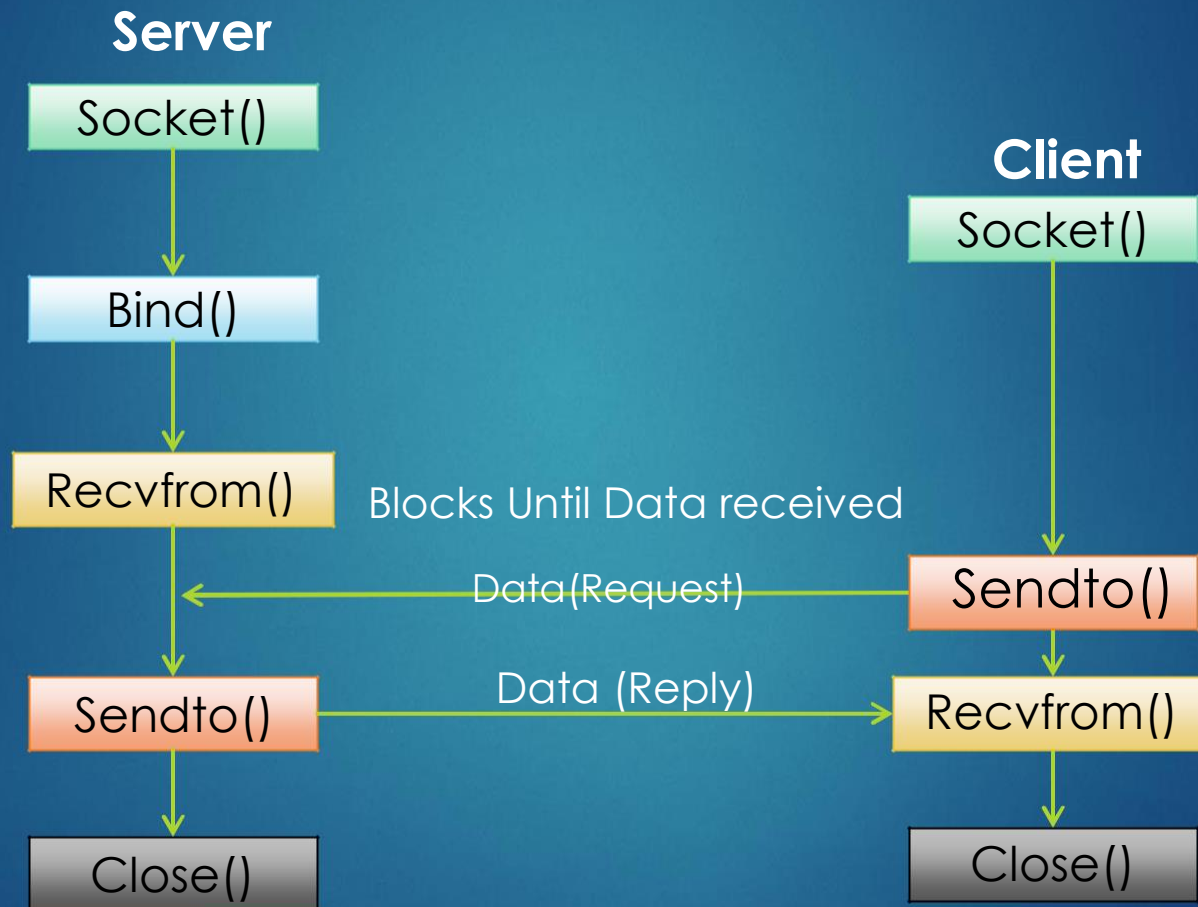 Server
Socket()
Client
Socket()
Bind()
Recvfrom()
Blocks Until Data received
Data(Request)
Sendto()
Data (Reply)
Sendto()
Recvfrom()
Close()
Close()